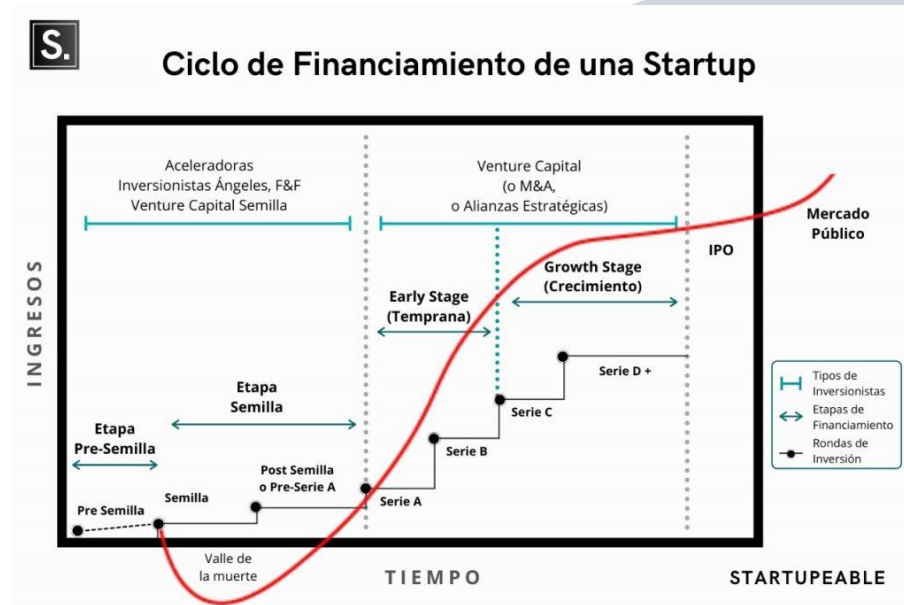 S.
Ciclo de Financiamiento de una Startup
Aceleradoras
Inversionistas Ángeles, F&F
Venture Capital Semilla
Venture Capital
(o M&A,
o Alianzas Estratégicas)
Mercado
Público
IPO
Growth Stage
(Crecimiento)
Early Stage
(Temprana)
INGRESOS
Serie D +
Tipos de
Inversionistas
Etapas de
Financiamiento
Rondas de
Inversión
Etapa
Semilla
Serie C
Etapa
Pre-Semilla
Serie B
Post Semilla
o Pre-Serie A
Semilla
Serie A
Pre Semilla
Valle de
la muerte
TIEMPO
STARTUPEABLE